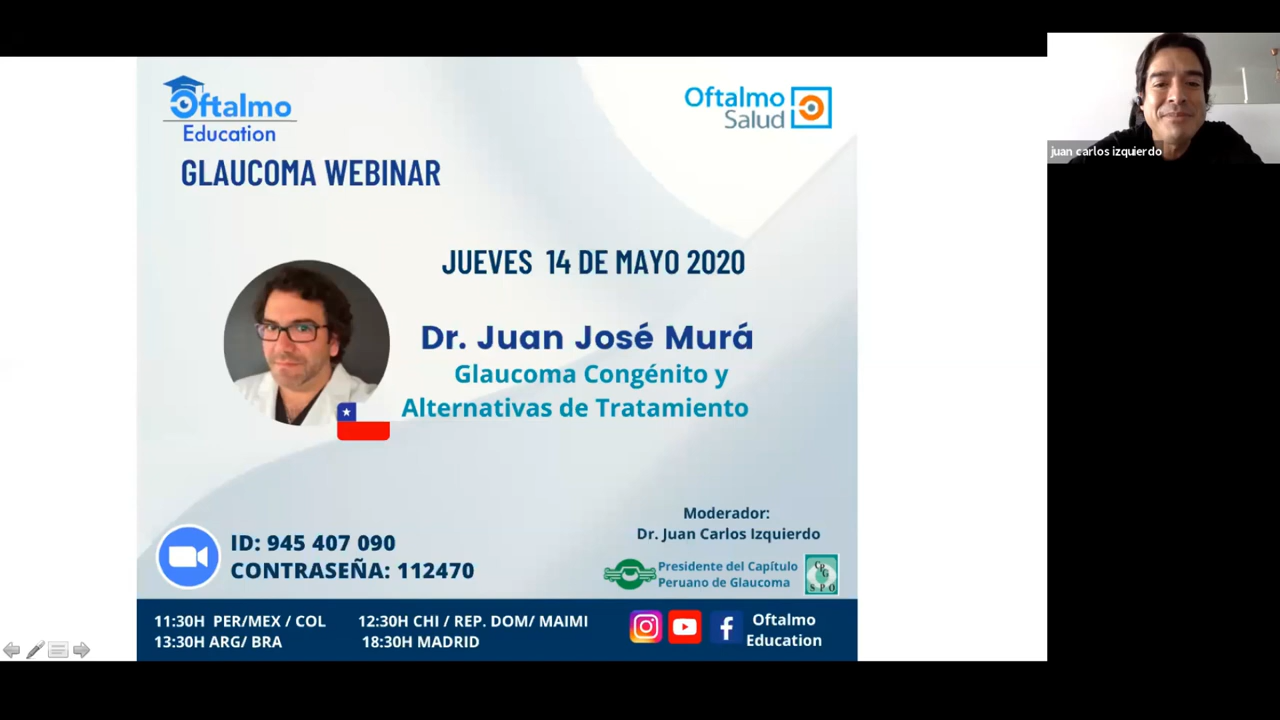 Oftalmo
Education
GLAUCOMA WEBINAR
Oftalmo
Salud
juan carlos izquierdo
JUEVES 14 DE MAYO 2020
Dr. Juan José Murá
Glaucoma Congénito y
Alternativas de Tratamiento
ID: 945 407 090
CONTRASEÑA: 112470
Moderador:
Dr. Juan Carlos Izquierdo
Presidente del Capítulo
Peruano de Glaucoma
CPG
SPO
11:30H PER/MEX / COL
13:30H ARG/ BRA
12:30H CHI / REP. DOM/ MAIMI
18:30H MADRID
Oftalmo
Education